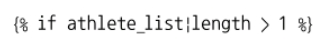 {% if athlete_list|length > 1 %}